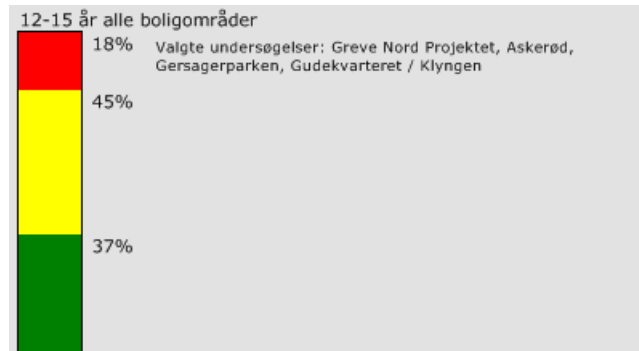 12-15 år alle boligområder
18%
Valgte undersøgelser: Greve Nord Projektet, Askerød,
Gersagerparken, Gudekvarteret / Klyngen
45%
37%